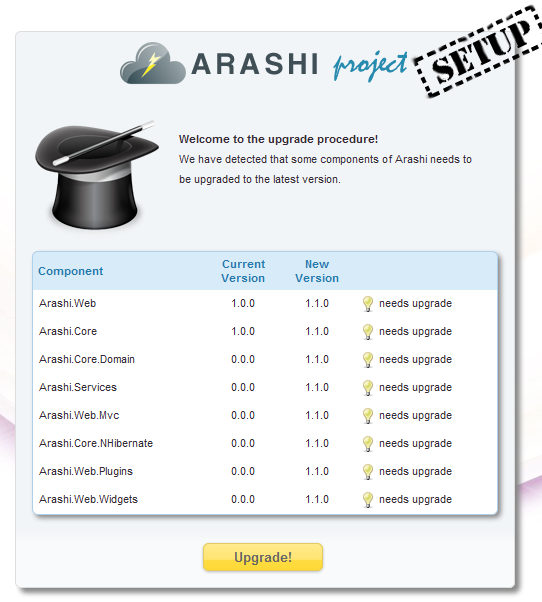 ARASHI project
SETUP
Welcome to the upgrade procedure!
We have detected that some components of Arashi needs to
be upgraded to the latest version.
Component Current Version New Version
Arashi.Web 1.0.0 1.1.0 needs upgrade
Arashi.Core 1.0.0 1.1.0 needs upgrade
Arashi.Core.Domain 0.0.0 1.1.0 needs upgrade
Arashi.Services 0.0.0 1.1.0 needs upgrade
Arashi.Web.Mvc 0.0.0 1.1.0 needs upgrade
Arashi.Core.NHibernate 0.0.0 1.1.0 needs upgrade
Arashi.Web.Plugins 0.0.0 1.1.0 needs upgrade
Arashi.Web.Widgets 0.0.0 1.1.0 needs upgrade
Upgrade!